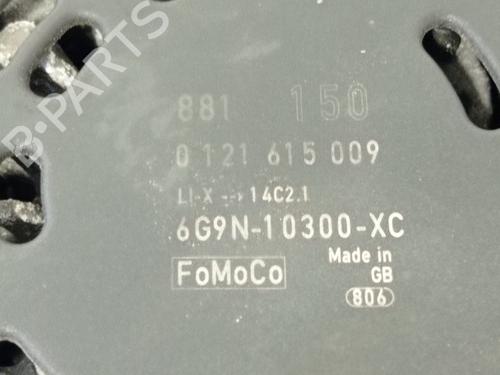 B-PARTS
881 150
0 121 615 009
LI-X --> 14C2.1
6G9N-10300-XC
FoMoCo
Made in
GB
806